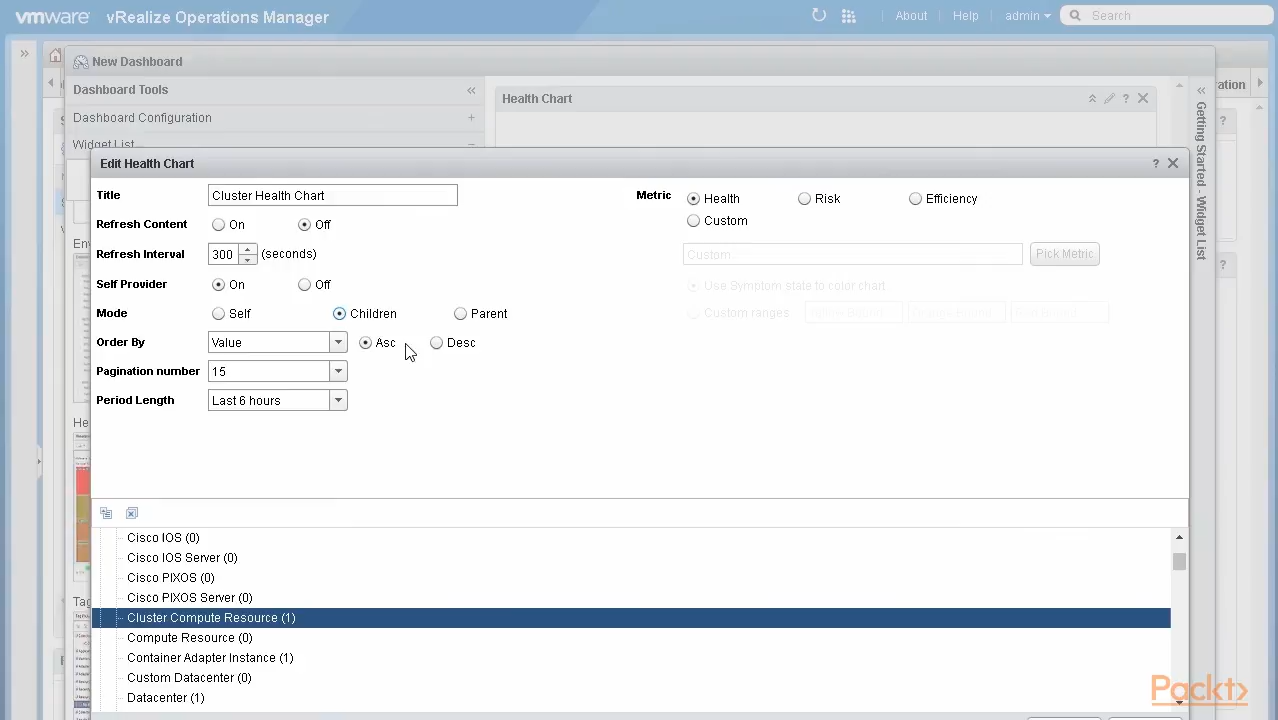 vmware vRealize Operations Manager
About Help admin Search
New Dashboard
Dashboard Tools
Dashboard Configuration
Widget List
Health Chart
ration
Getting Started - Widget List
Edit Health Chart
Title Cluster Health Chart
Refresh Content On Off
Refresh Interval 300 (seconds)
Self Provider On Off
Mode Self Children Parent
Order By Value Asc Desc
Pagination number 15
Period Length Last 6 hours
Metric Health Risk Efficiency
Custom
Custom Pick Metric
Use Symptom state to color chart
Custom ranges
Cisco IOS (0)
Cisco IOS Server (0)
Cisco PIXOS (0)
Cisco PIXOS Server (0)
Cluster Compute Resource (1)
Compute Resource (0)
Container Adapter Instance (1)
Custom Datacenter (0)
Datacenter (1)
Packt